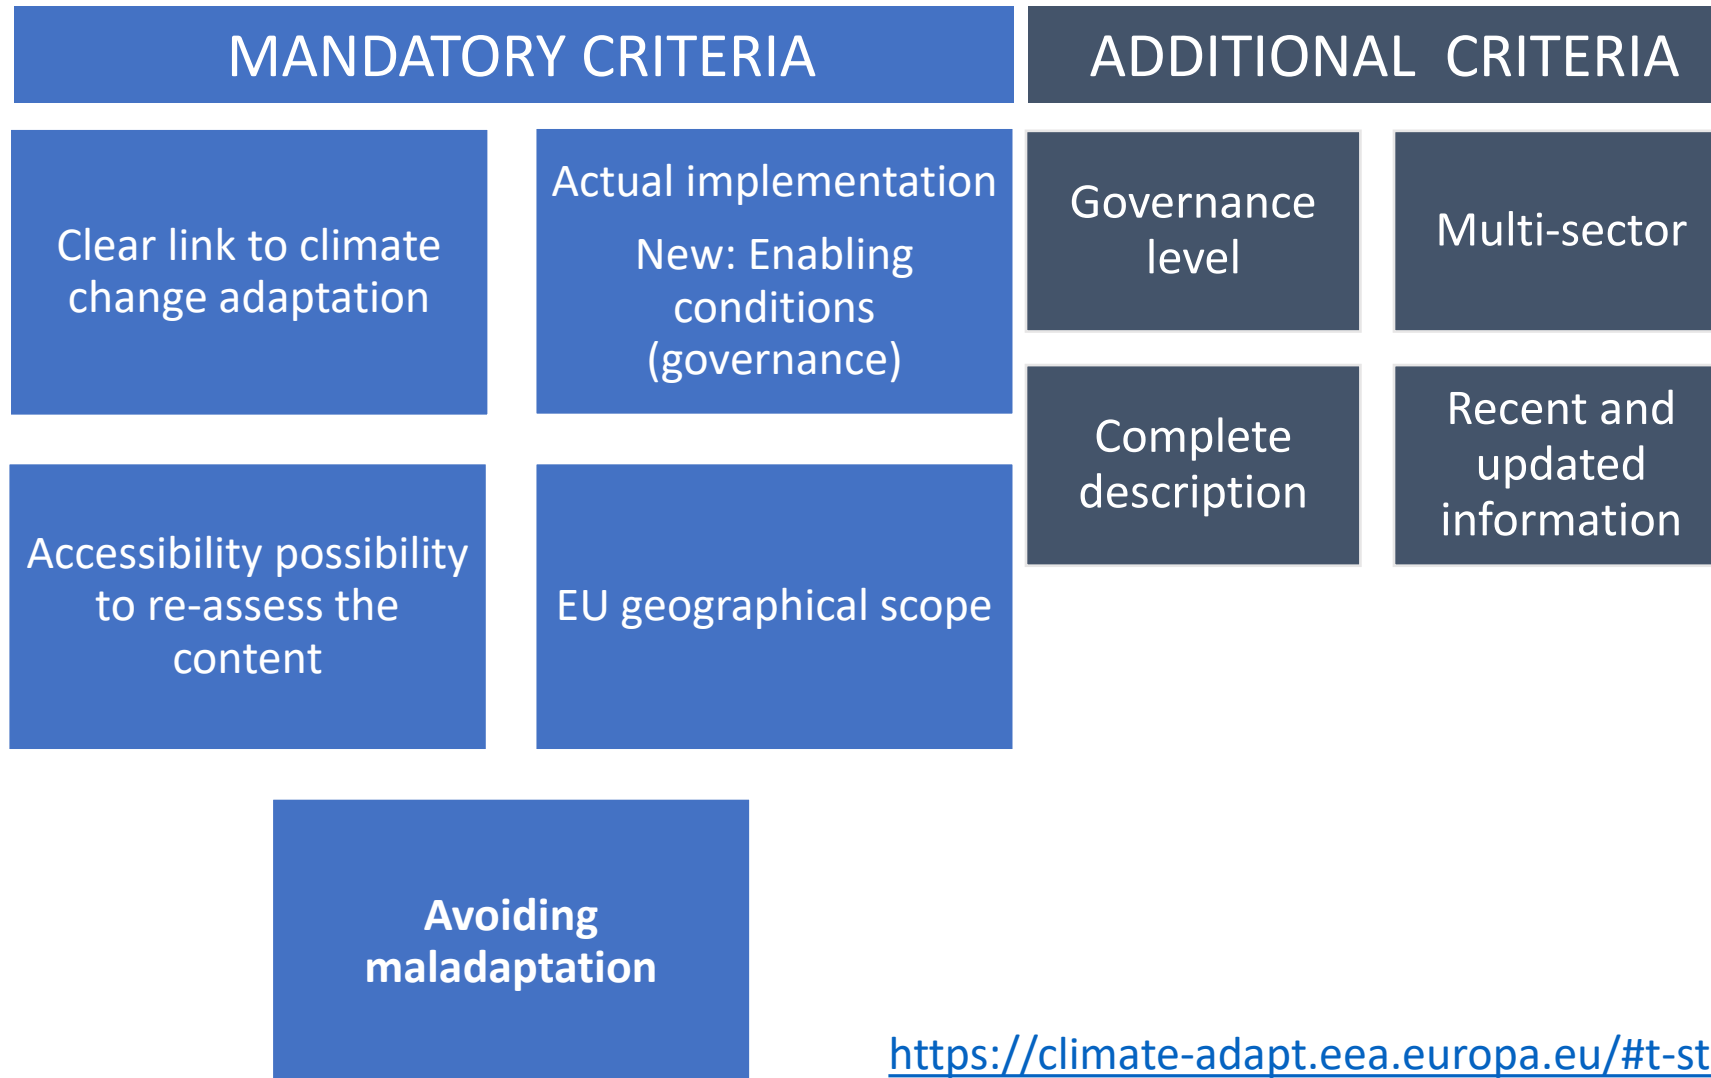 MANDATORY CRITERIA
ADDITIONAL CRITERIA
Clear link to climate
change adaptation
Actual implementation
New: Enabling
conditions
(governance)
Governance
level
Multi-sector
Accessibility possibility
to re-assess the
content
EU geographical scope
Complete
description
Recent and
updated
information
Avoiding
maladaptation
https://climate-adapt.eea.europa.eu/#t-st